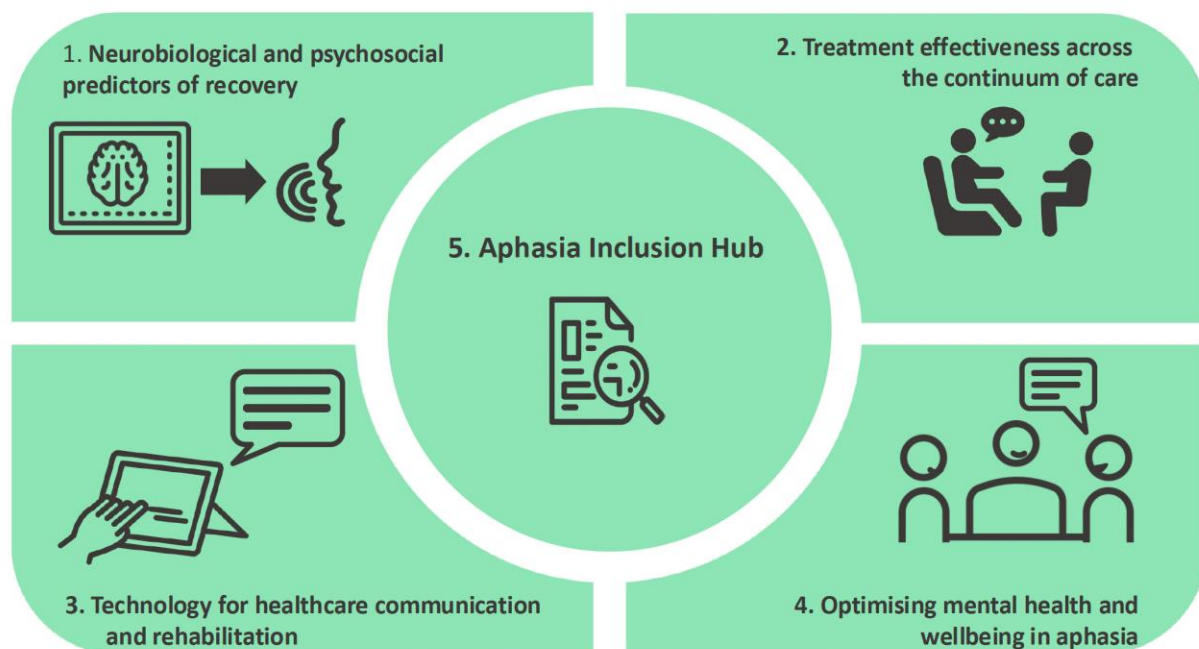 1. Neurobiological and psychosocial
predictors of recovery
2. Treatment effectiveness across
the continuum of care
5. Aphasia Inclusion Hub
3. Technology for healthcare communication
and rehabilitation
4. Optimising mental health and
wellbeing in aphasia